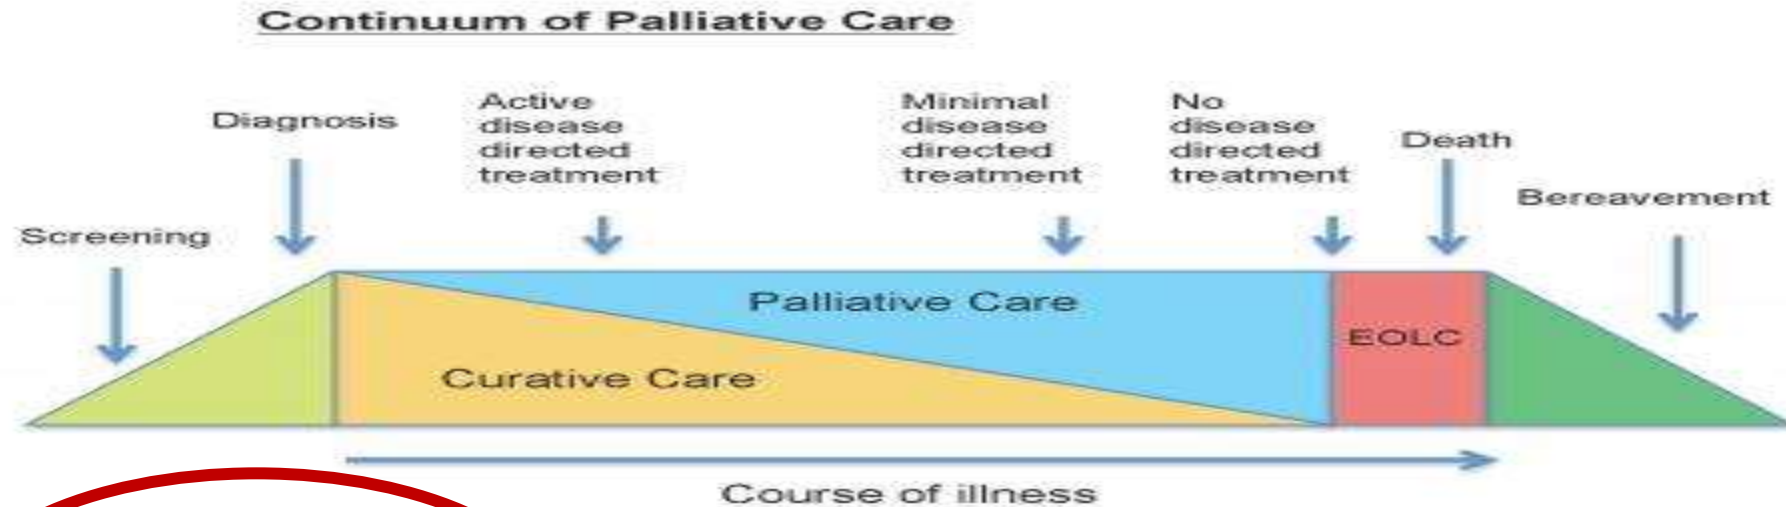 Continuum of Palliative Care
Diagnosis
Active
disease
directed
treatment
Minimal
disease
directed
treatment
No
disease
directed
treatment
Death
Bereavement
Screening
Palliative Care
EOLC
Curative Care
Course of illness